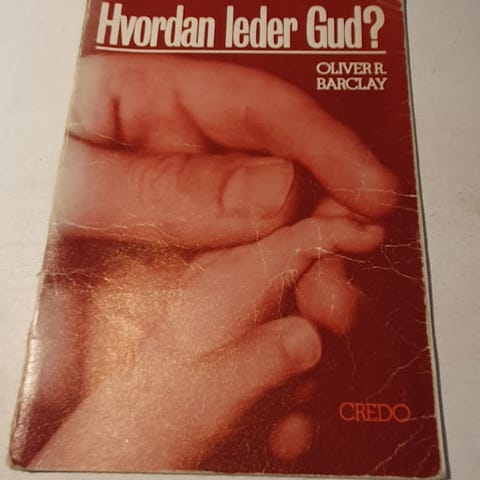 Hvordan leder Gud?
OLIVER R.
BARCLAY
CREDO